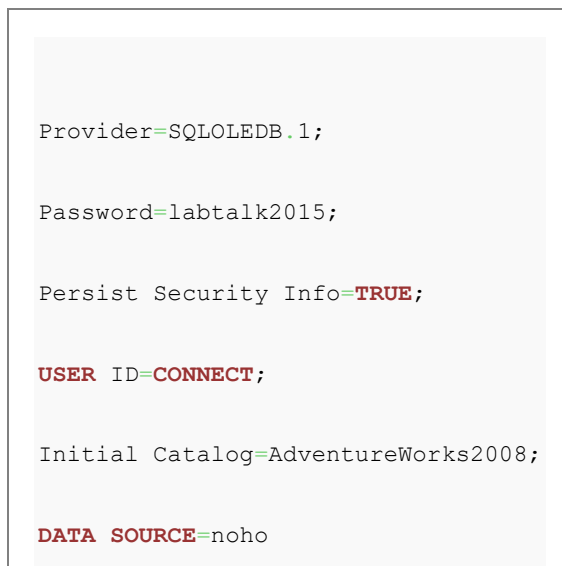 Provider=SQLOLEDB.1;
Password=labtalk2015;
Persist Security Info=TRUE;
USER ID=CONNECT;
Initial Catalog=AdventureWorks2008;
DATA SOURCE=noho